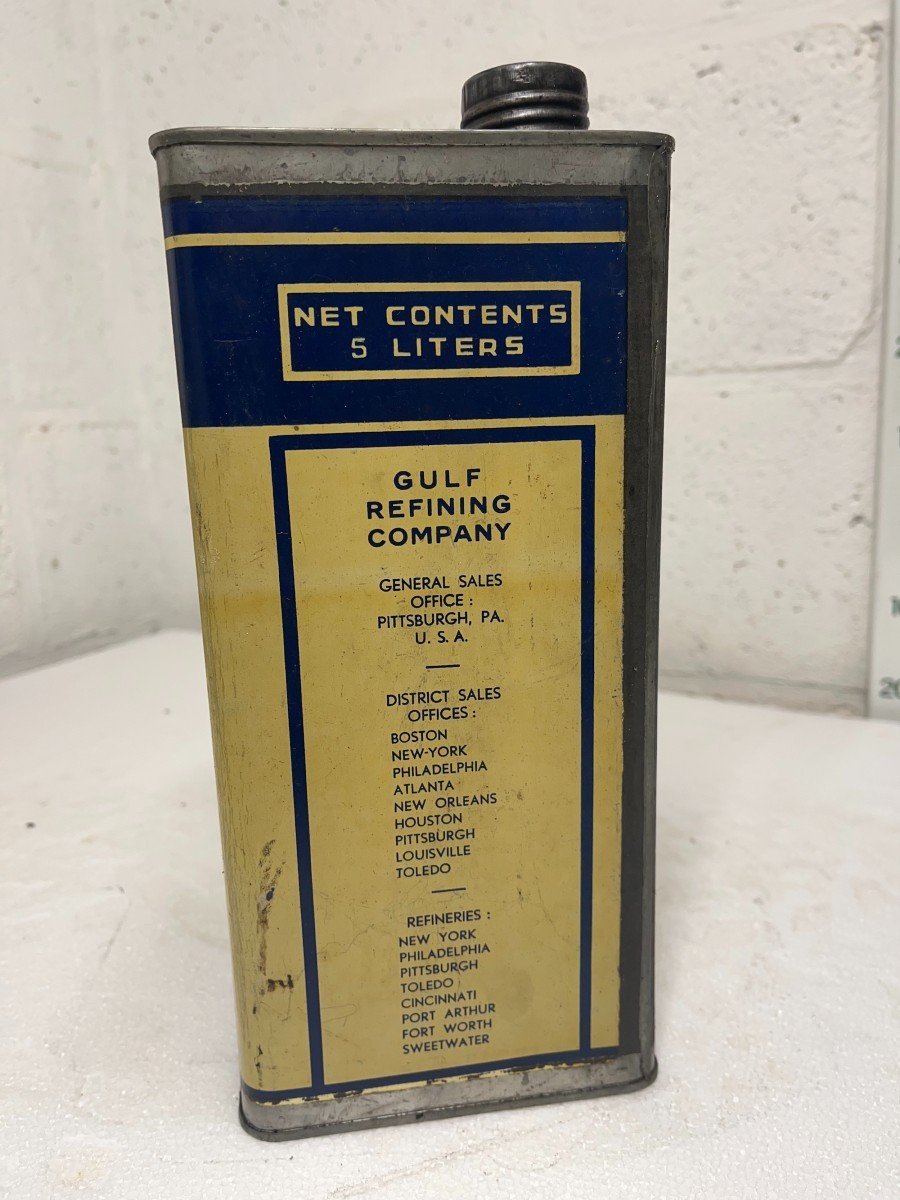 NET CONTENTS
5 LITERS
GULF
REFINING
COMPANY
GENERAL SALES
OFFICE :
PITTSBURGH, PA.
U. S. A.
DISTRICT SALES
OFFICES :
BOSTON
NEW-YORK
PHILADELPHIA
ATLANTA
NEW ORLEANS
HOUSTON
PITTSBURGH
LOUISVILLE
TOLEDO
REFINERIES :
NEW YORK
PHILADELPHIA
PITTSBURGH
TOLEDO
CINCINNATI
PORT ARTHUR
FORT WORTH
SWEETWATER